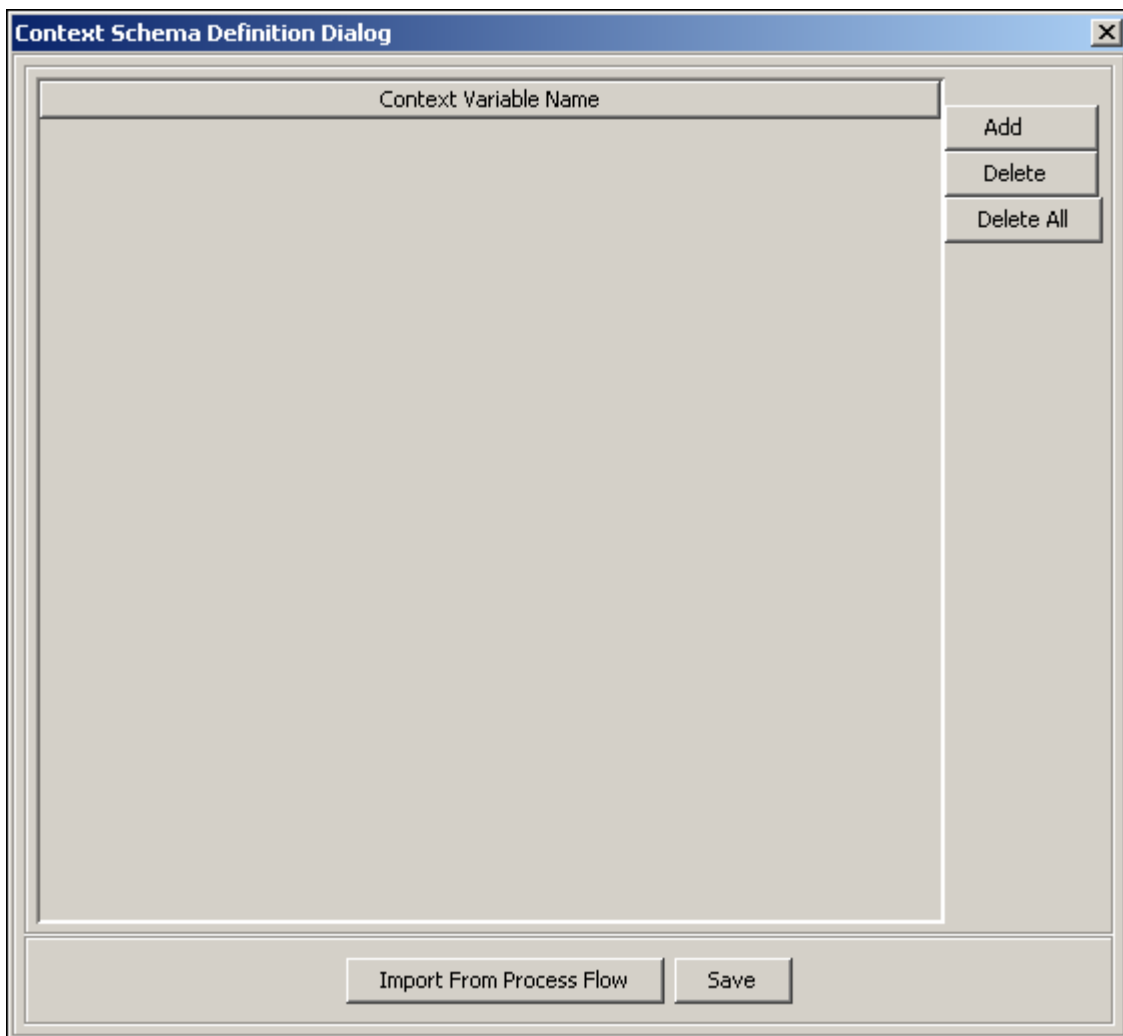 Context Schema Definition Dialog
Context Variable Name
Add
Delete
Delete All
Import From Process Flow
Save